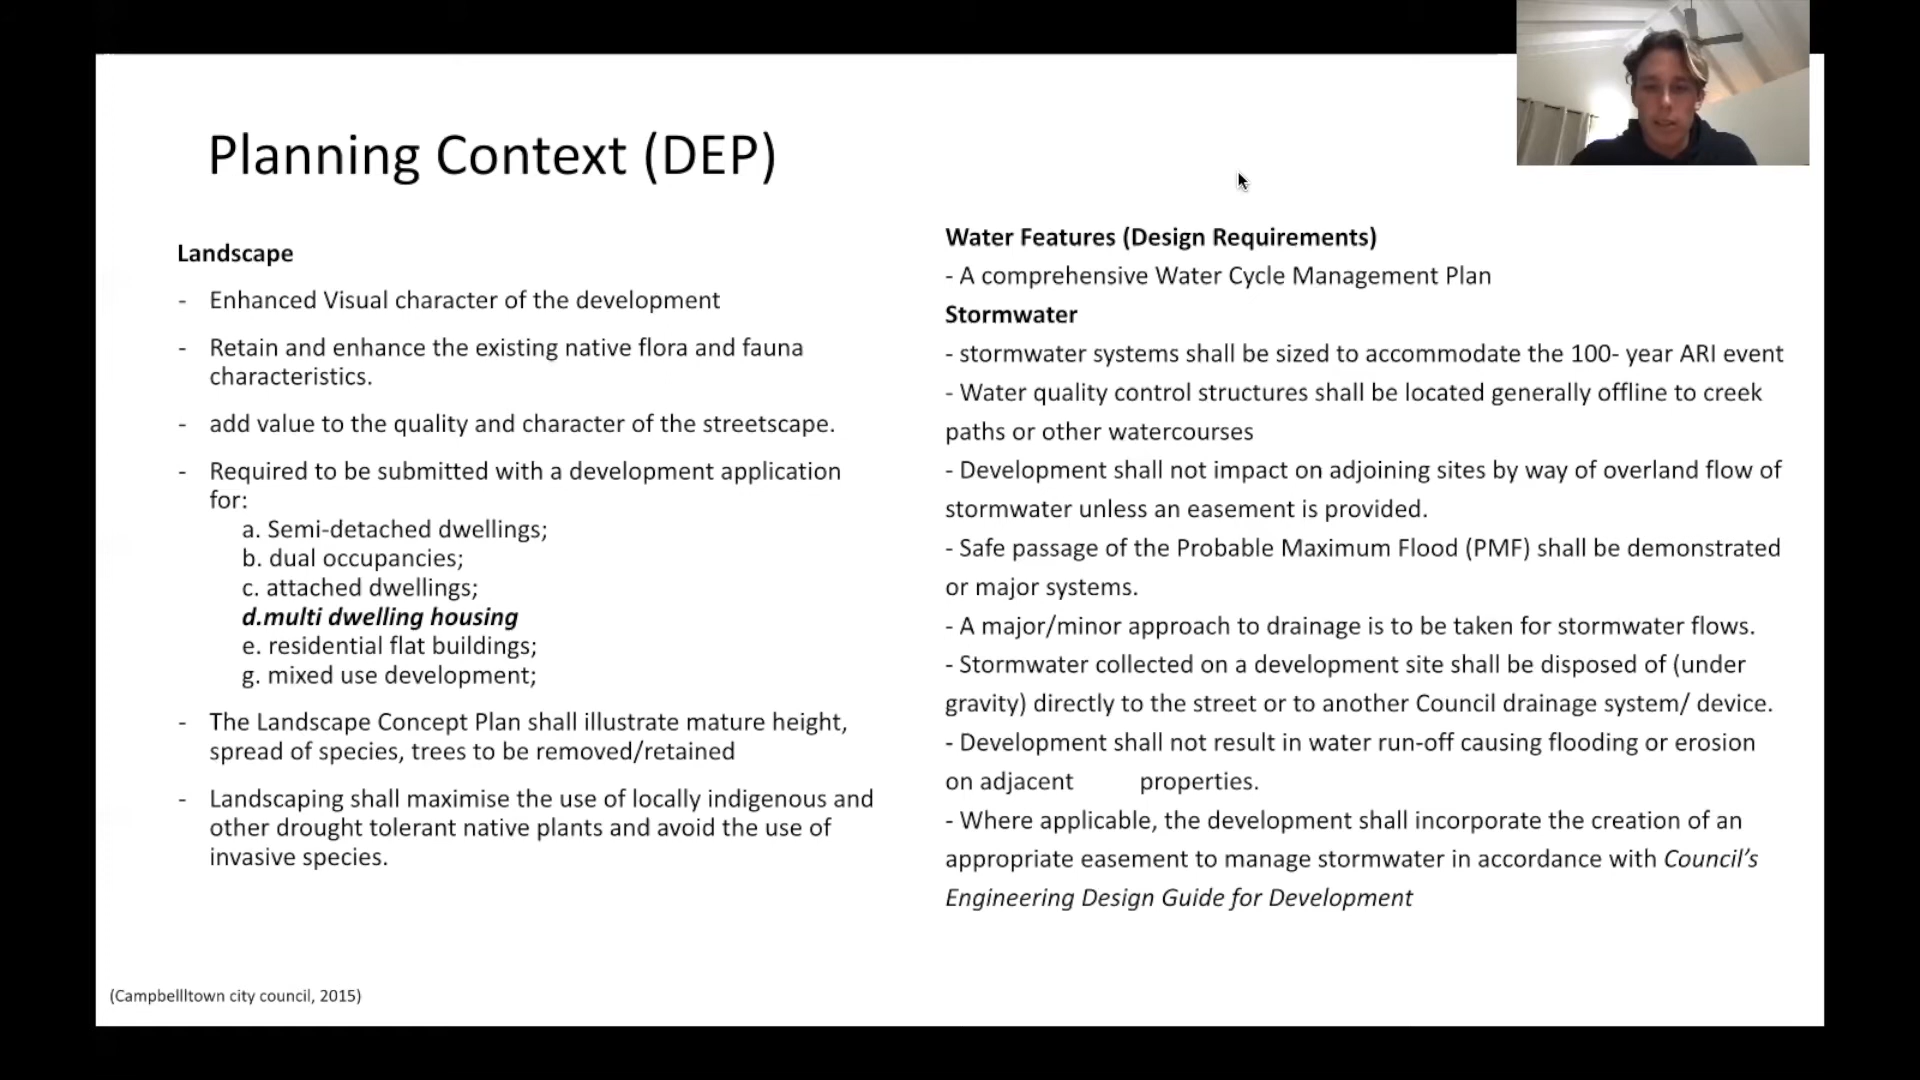 Planning Context (DEP)
Landscape
- Enhanced Visual character of the development
- Retain and enhance the existing native flora and fauna
characteristics.
- add value to the quality and character of the streetscape.
- Required to be submitted with a development application
for:
a. Semi-detached dwellings;
b. dual occupancies;
c. attached dwellings;
d.multi dwelling housing
e. residential flat buildings;
g. mixed use development;
- The Landscape Concept Plan shall illustrate mature height,
spread of species, trees to be removed/retained
- Landscaping shall maximise the use of locally indigenous and
other drought tolerant native plants and avoid the use of
invasive species.
Water Features (Design Requirements)
- A comprehensive Water Cycle Management Plan
Stormwater
- stormwater systems shall be sized to accommodate the 100- year ARI event
- Water quality control structures shall be located generally offline to creek
paths or other watercourses
- Development shall not impact on adjoining sites by way of overland flow of
stormwater unless an easement is provided.
- Safe passage of the Probable Maximum Flood (PMF) shall be demonstrated
or major systems.
- A major/minor approach to drainage is to be taken for stormwater flows.
- Stormwater collected on a development site shall be disposed of (under
gravity) directly to the street or to another Council drainage system/ device.
- Development shall not result in water run-off causing flooding or erosion
on adjacent properties.
- Where applicable, the development shall incorporate the creation of an
appropriate easement to manage stormwater in accordance with Council’s
Engineering Design Guide for Development
(Campbellltown city council, 2015)